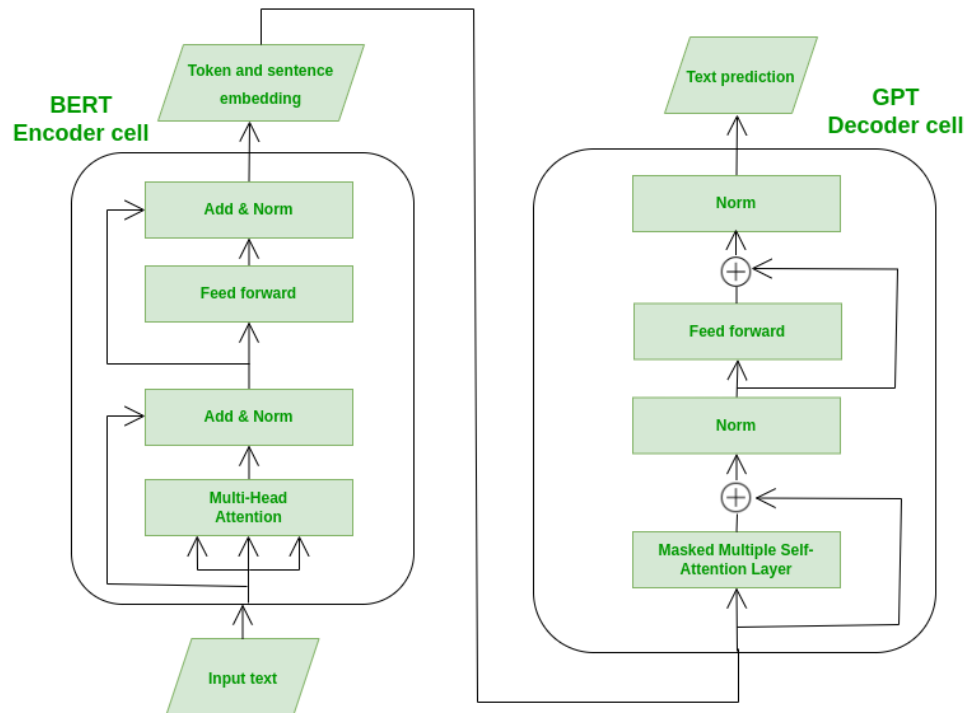 Token and sentence
embedding
BERT
Encoder cell
Add & Norm
Feed forward
Add & Norm
Multi-Head
Attention
Input text
Text prediction
GPT
Decoder cell
Norm
Feed forward
Norm
Masked Multiple Self-
Attention Layer